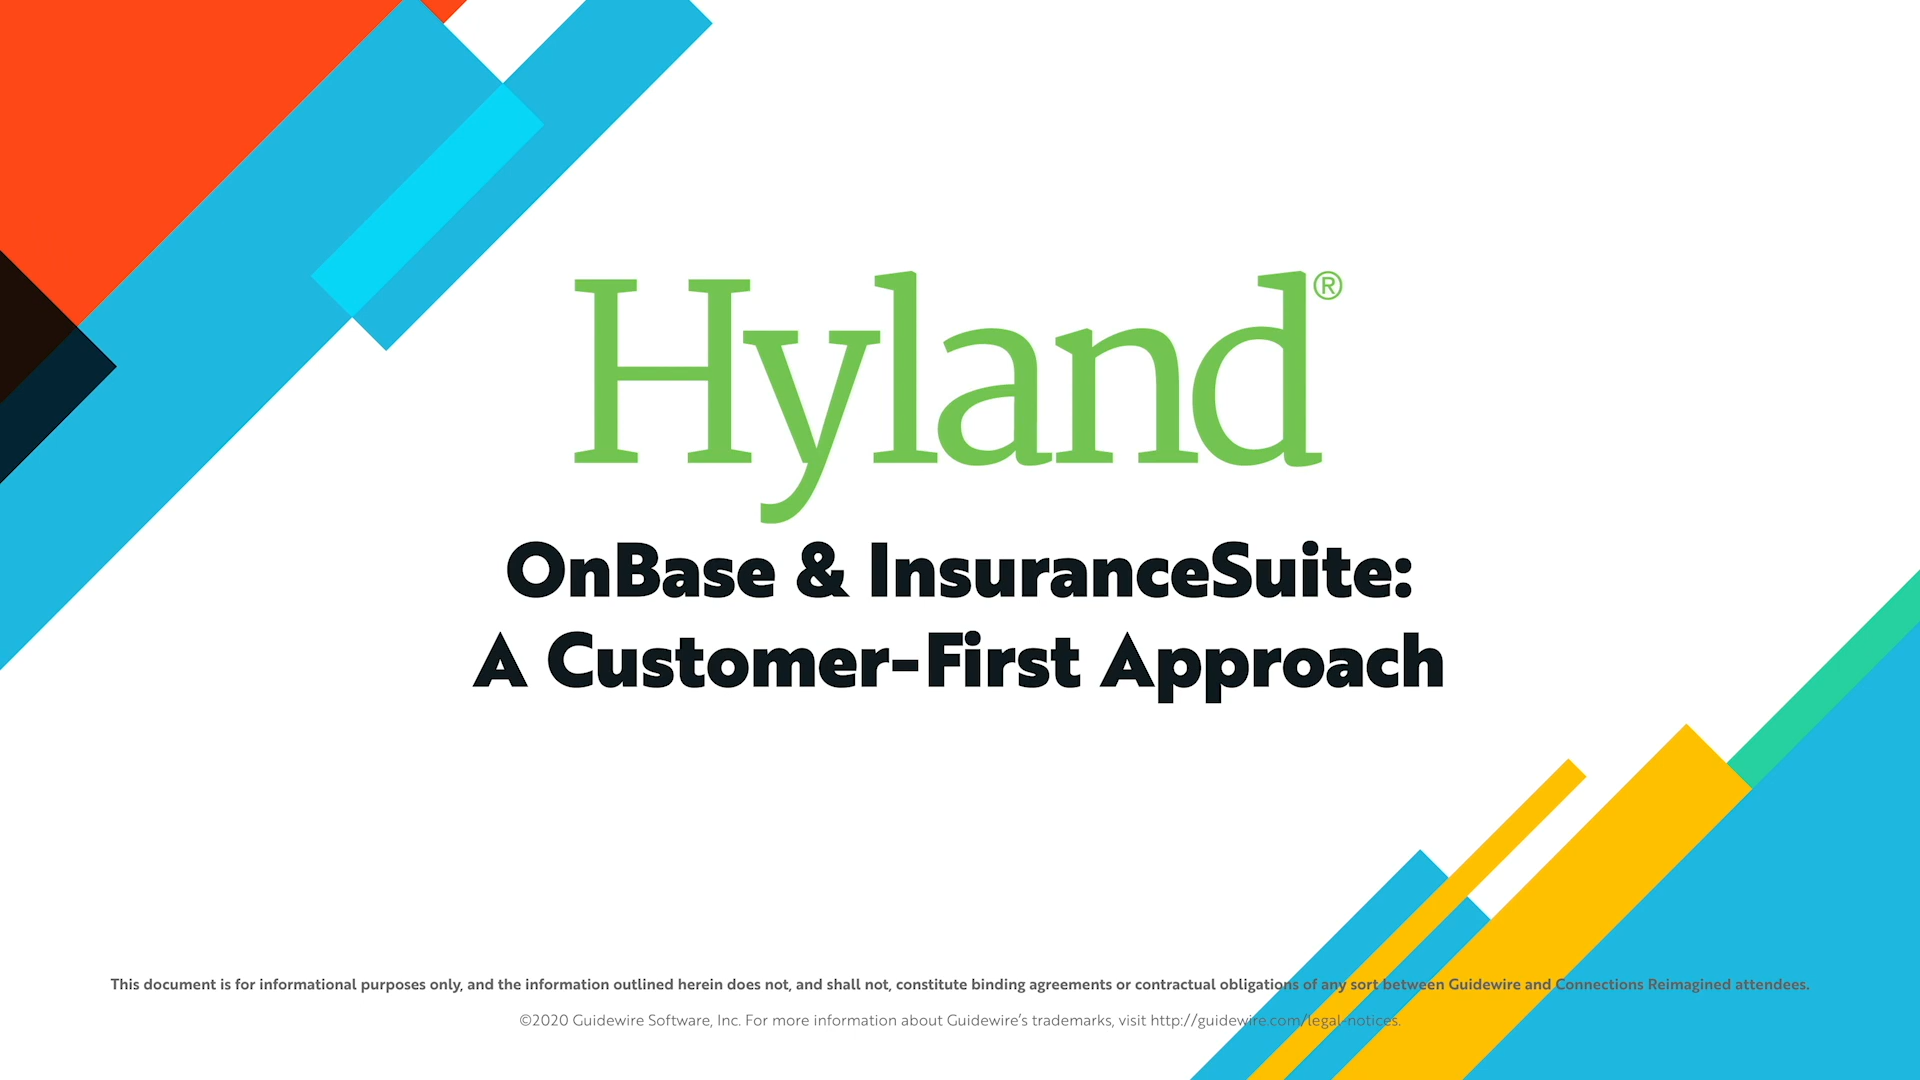 Hyland®
OnBase & InsuranceSuite:
A Customer-First Approach
This document is for informational purposes only, and the information outlined herein does not, and shall not, constitute binding agreements or contractual obligations of any sort between Guidewire and Connections Reimagined attendees.
©2020 Guidewire Software, Inc. For more information about Guidewire’s trademarks, visit http://guidewire.com/legal-notices.